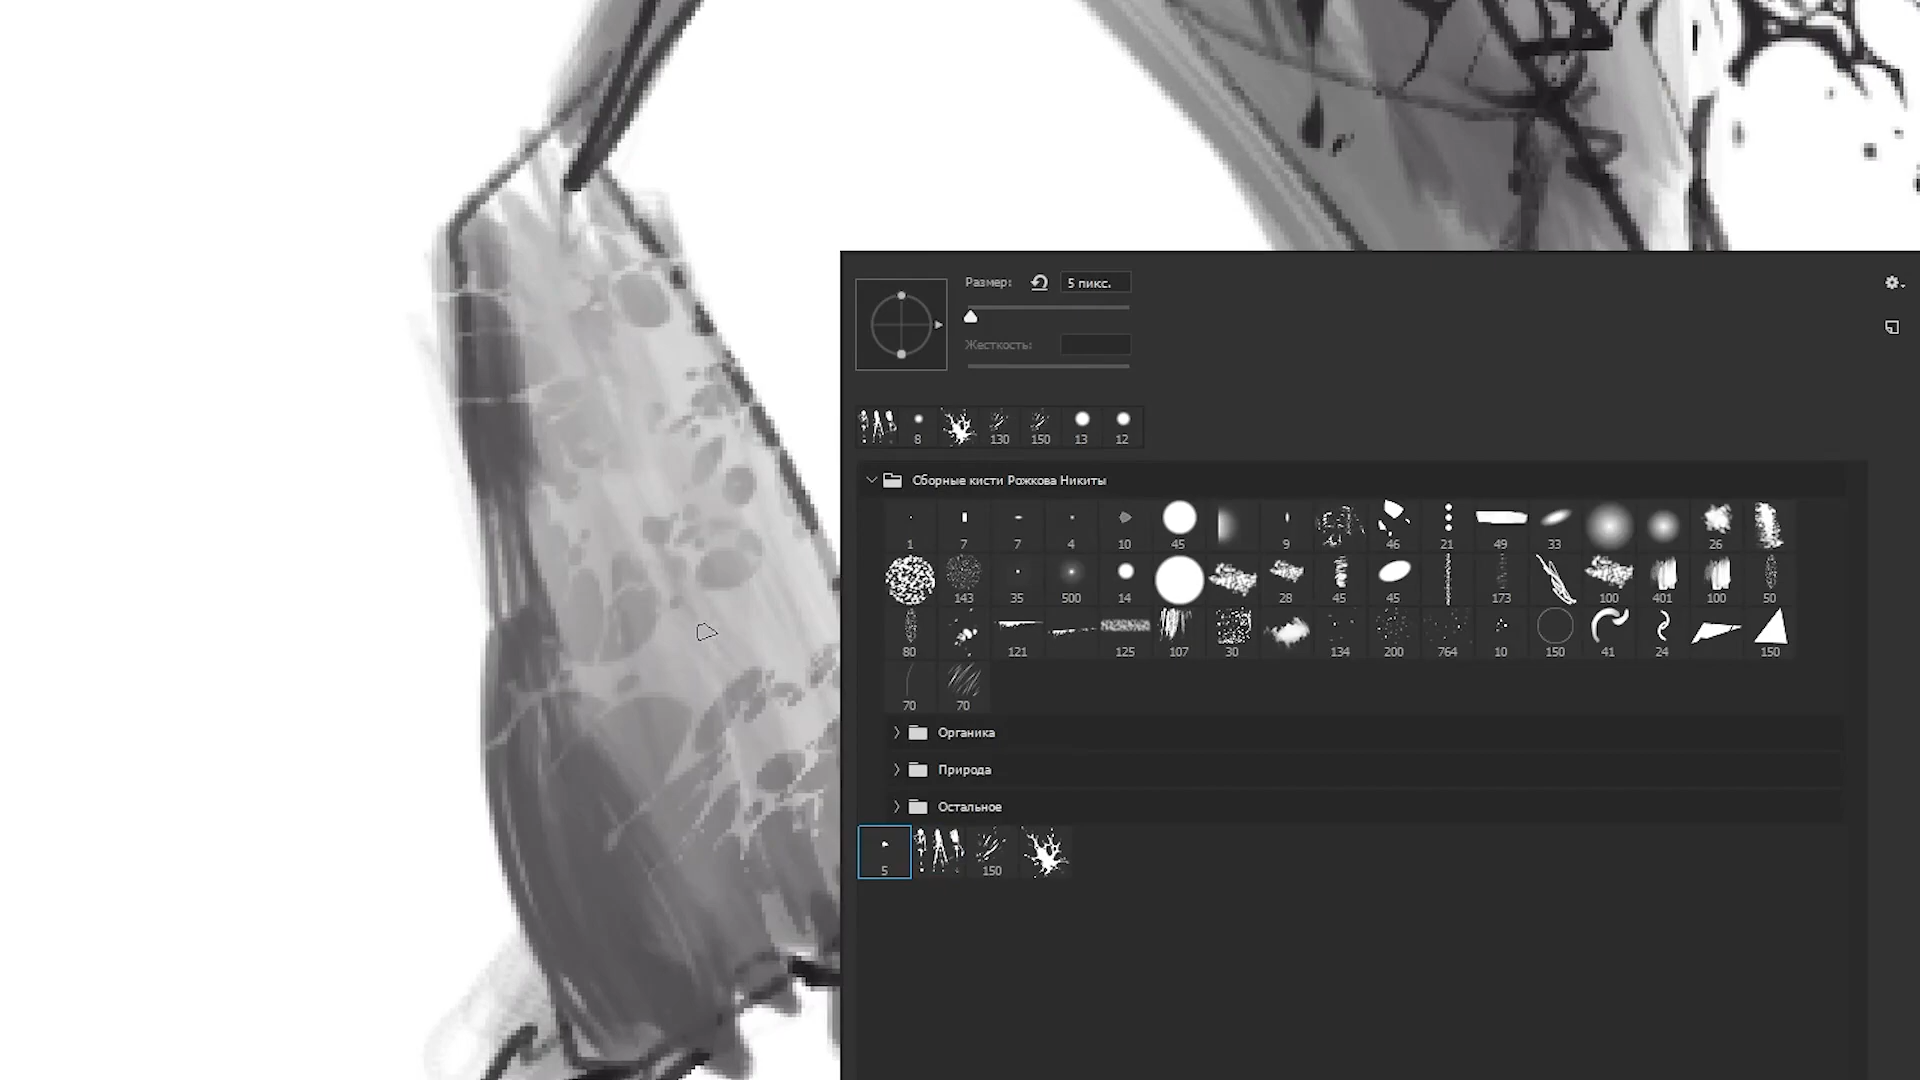 Размер: 5 пикс.
Жесткость:
8 130 150 13 12
Сборные кисти Рожкова Никиты
1 7 7 4 10 45 9 46 21 49 33 26
143 35 500 14 28 45 45 173 100 401 100 50
80 121 125 107 30 134 200 764 10 150 41 24 150
70 70
Органика
Природа
Остальное
5 150